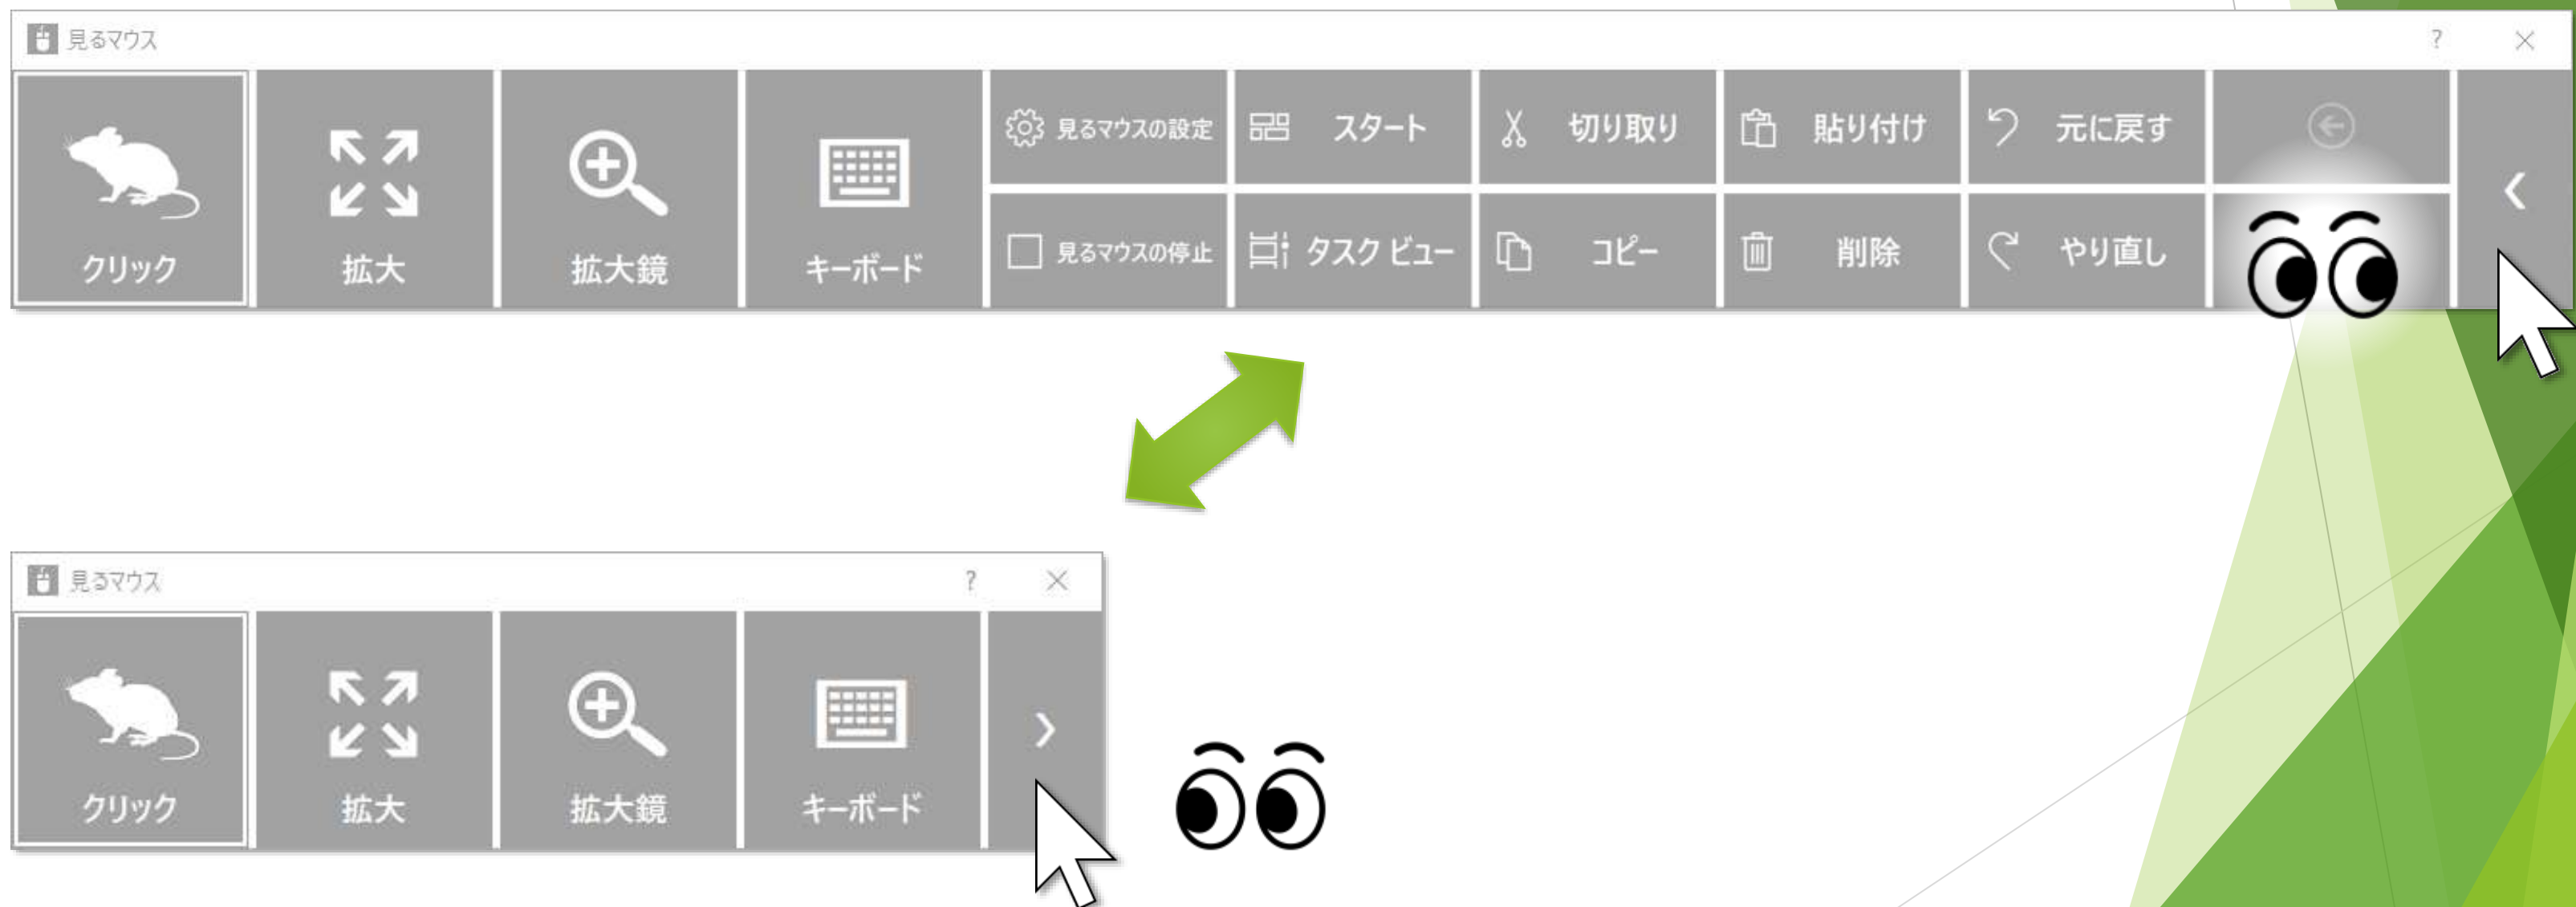 見るマウス
?
クリック
拡大
拡大鏡
キーボード
見るマウスの設定
スタート
切り取り
貼り付け
元に戻す
見るマウスの停止
タスク ビュー
コピー
削除
やり直し
見るマウス
?
クリック
拡大
拡大鏡
キーボード